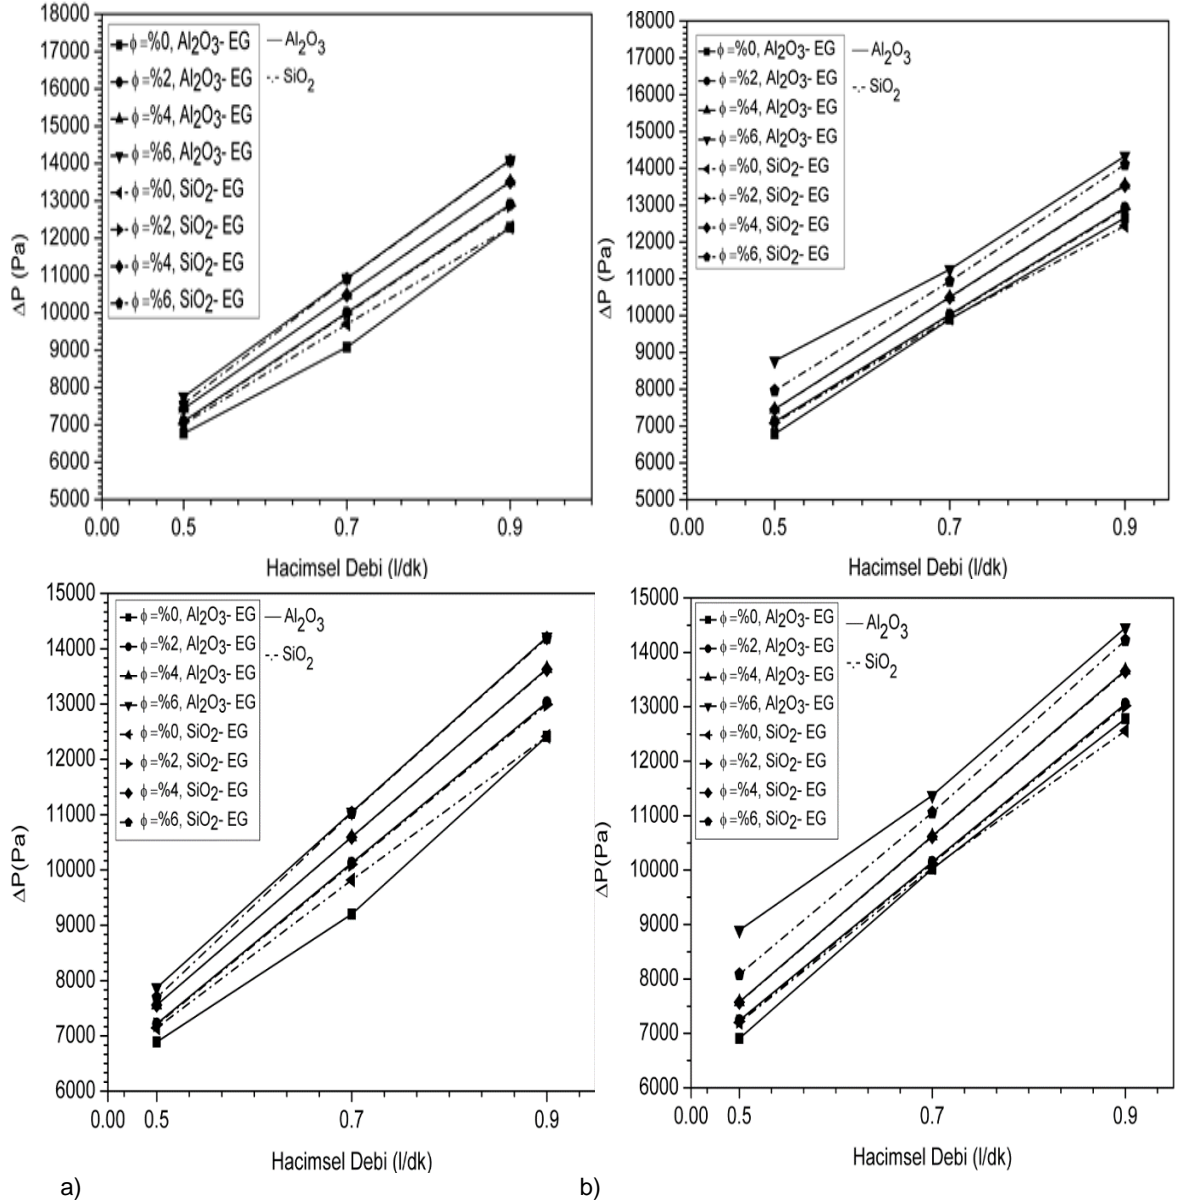 18000
17000
16000
15000
14000
13000
12000
11000
10000
9000
8000
7000
6000
5000
0.00 0.5 0.7 0.9
ΔP (Pa)
Hacimsel Debi (l/dk)
ϕ=%0, Al2O3- EG
ϕ=%2, Al2O3- EG
ϕ=%4, Al2O3- EG
ϕ=%6, Al2O3- EG
ϕ=%0, SiO2- EG
ϕ=%2, SiO2- EG
ϕ=%4, SiO2- EG
ϕ=%6, SiO2- EG
Al2O3
SiO2
18000
17000
16000
15000
14000
13000
12000
11000
10000
9000
8000
7000
6000
5000
0.00 0.5 0.7 0.9
ΔP (Pa)
Hacimsel Debi (l/dk)
ϕ=%0, Al2O3- EG
ϕ=%2, Al2O3- EG
ϕ=%4, Al2O3- EG
ϕ=%6, Al2O3- EG
ϕ=%0, SiO2- EG
ϕ=%2, SiO2- EG
ϕ=%4, SiO2- EG
ϕ=%6, SiO2- EG
Al2O3
SiO2
15000
14000
13000
12000
11000
10000
9000
8000
7000
6000
0.00 0.5 0.7 0.9
ΔP(Pa)
Hacimsel Debi (l/dk)
ϕ=%0, Al2O3- EG
ϕ=%2, Al2O3- EG
ϕ=%4, Al2O3- EG
ϕ=%6, Al2O3- EG
ϕ=%0, SiO2- EG
ϕ=%2, SiO2- EG
ϕ=%4, SiO2- EG
ϕ=%6, SiO2- EG
Al2O3
SiO2
15000
14000
13000
12000
11000
10000
9000
8000
7000
6000
0.00 0.5 0.7 0.9
ΔP(Pa)
Hacimsel Debi (l/dk)
ϕ=%0, Al2O3- EG
ϕ=%2, Al2O3- EG
ϕ=%4, Al2O3- EG
ϕ=%6, Al2O3- EG
ϕ=%0, SiO2- EG
ϕ=%2, SiO2- EG
ϕ=%4, SiO2- EG
ϕ=%6, SiO2- EG
Al2O3
SiO2
a) b)